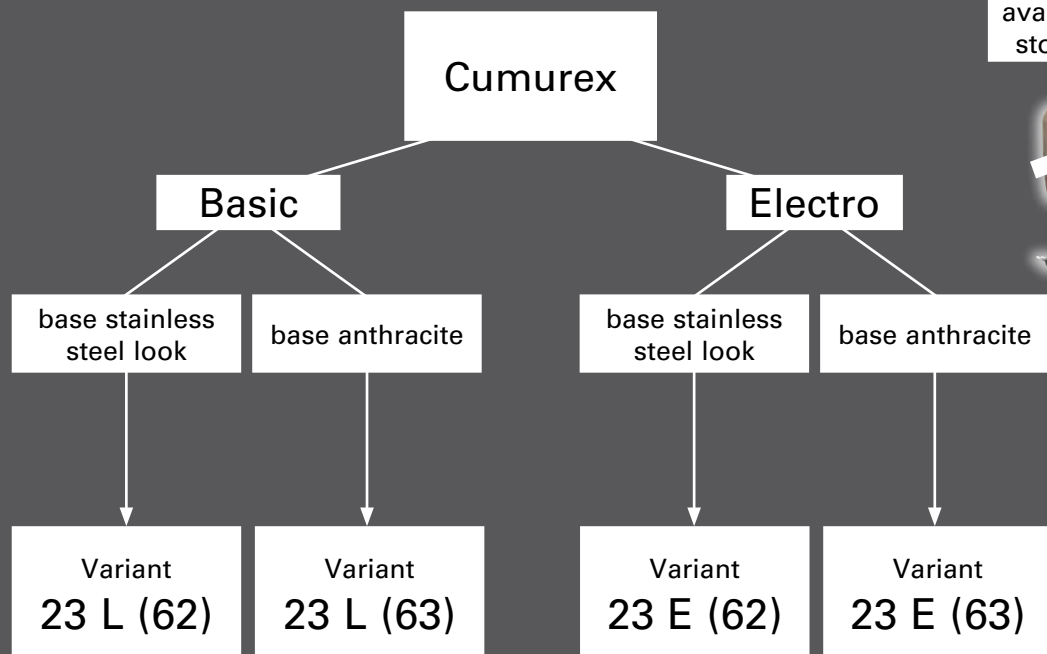 Cumurex
Basic
Electro
base stainless
steel look
base anthracite
base stainless
steel look
base anthracite
Variant
23 L (62)
Variant
23 L (63)
Variant
23 E (62)
Variant
23 E (63)